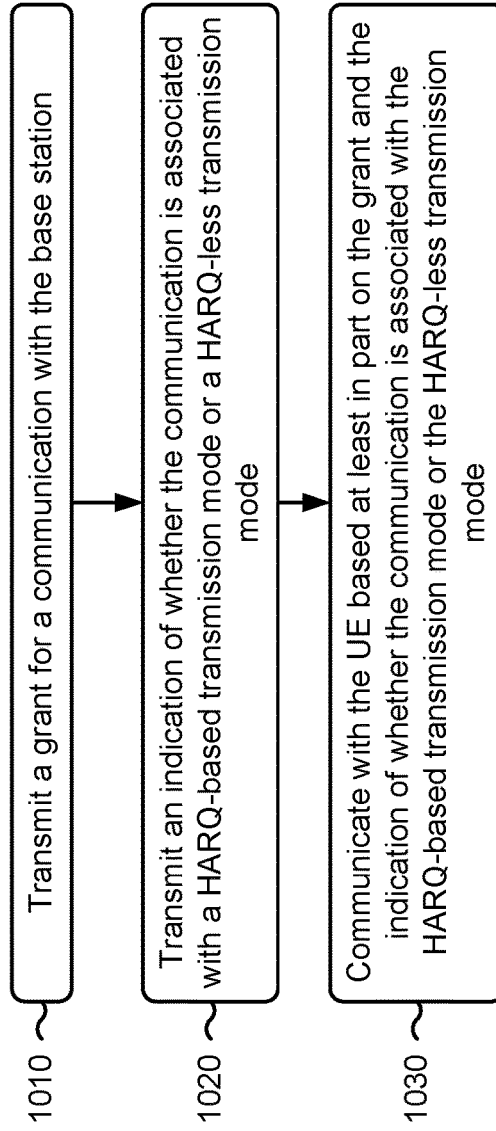 1010
Transmit a grant for a communication with the base station
1020
Transmit an indication of whether the communication is associated
with a HARQ-based transmission mode or a HARQ-less transmission
mode
1030
Communicate with the UE based at least in part on the grant and the
indication of whether the communication is associated with the
HARQ-based transmission mode or the HARQ-less transmission
mode